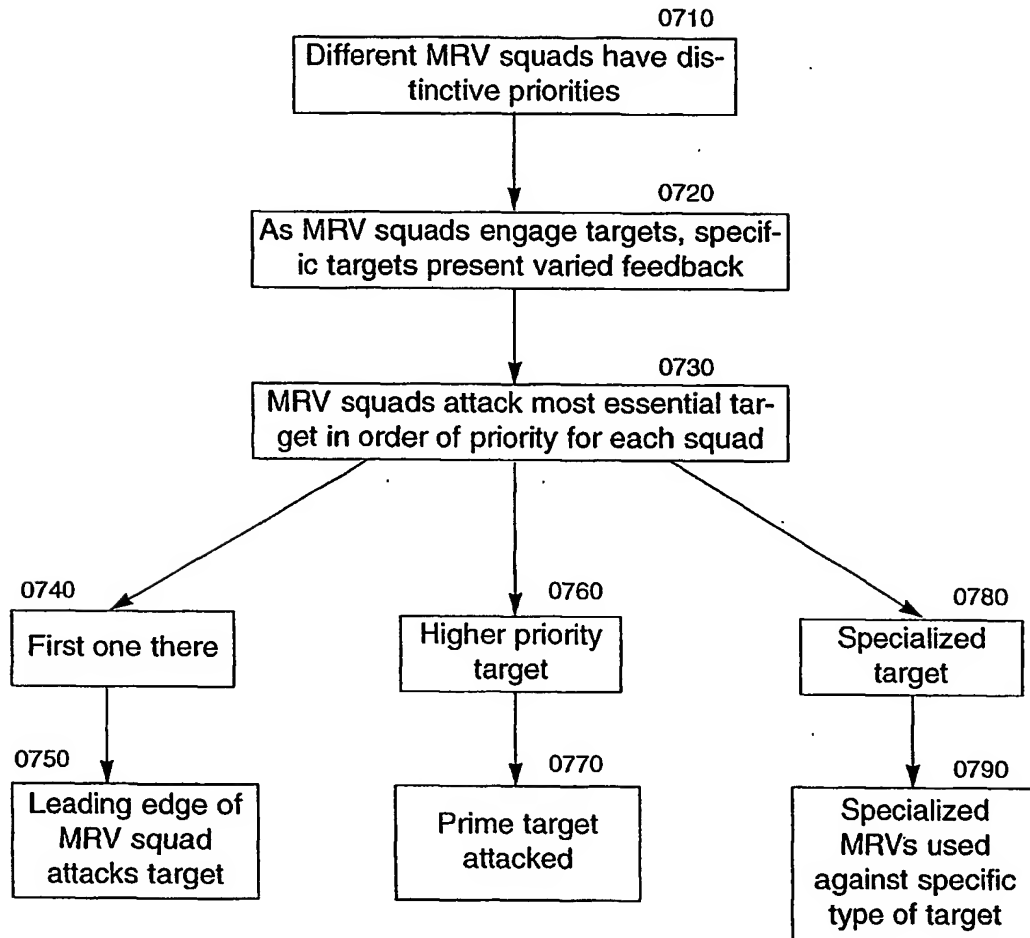 0710
Different MRV squads have dis-
tinctive priorities
0720
As MRV squads engage targets, specif-
ic targets present varied feedback
0730
MRV squads attack most essential tar-
get in order of priority for each squad
0740
First one there
0750
Leading edge of
MRV squad
attacks target
0760
Higher priority
target
0770
Prime target
attacked
0780
Specialized
target
0790
Specialized
MRVs used
against specific
type of target